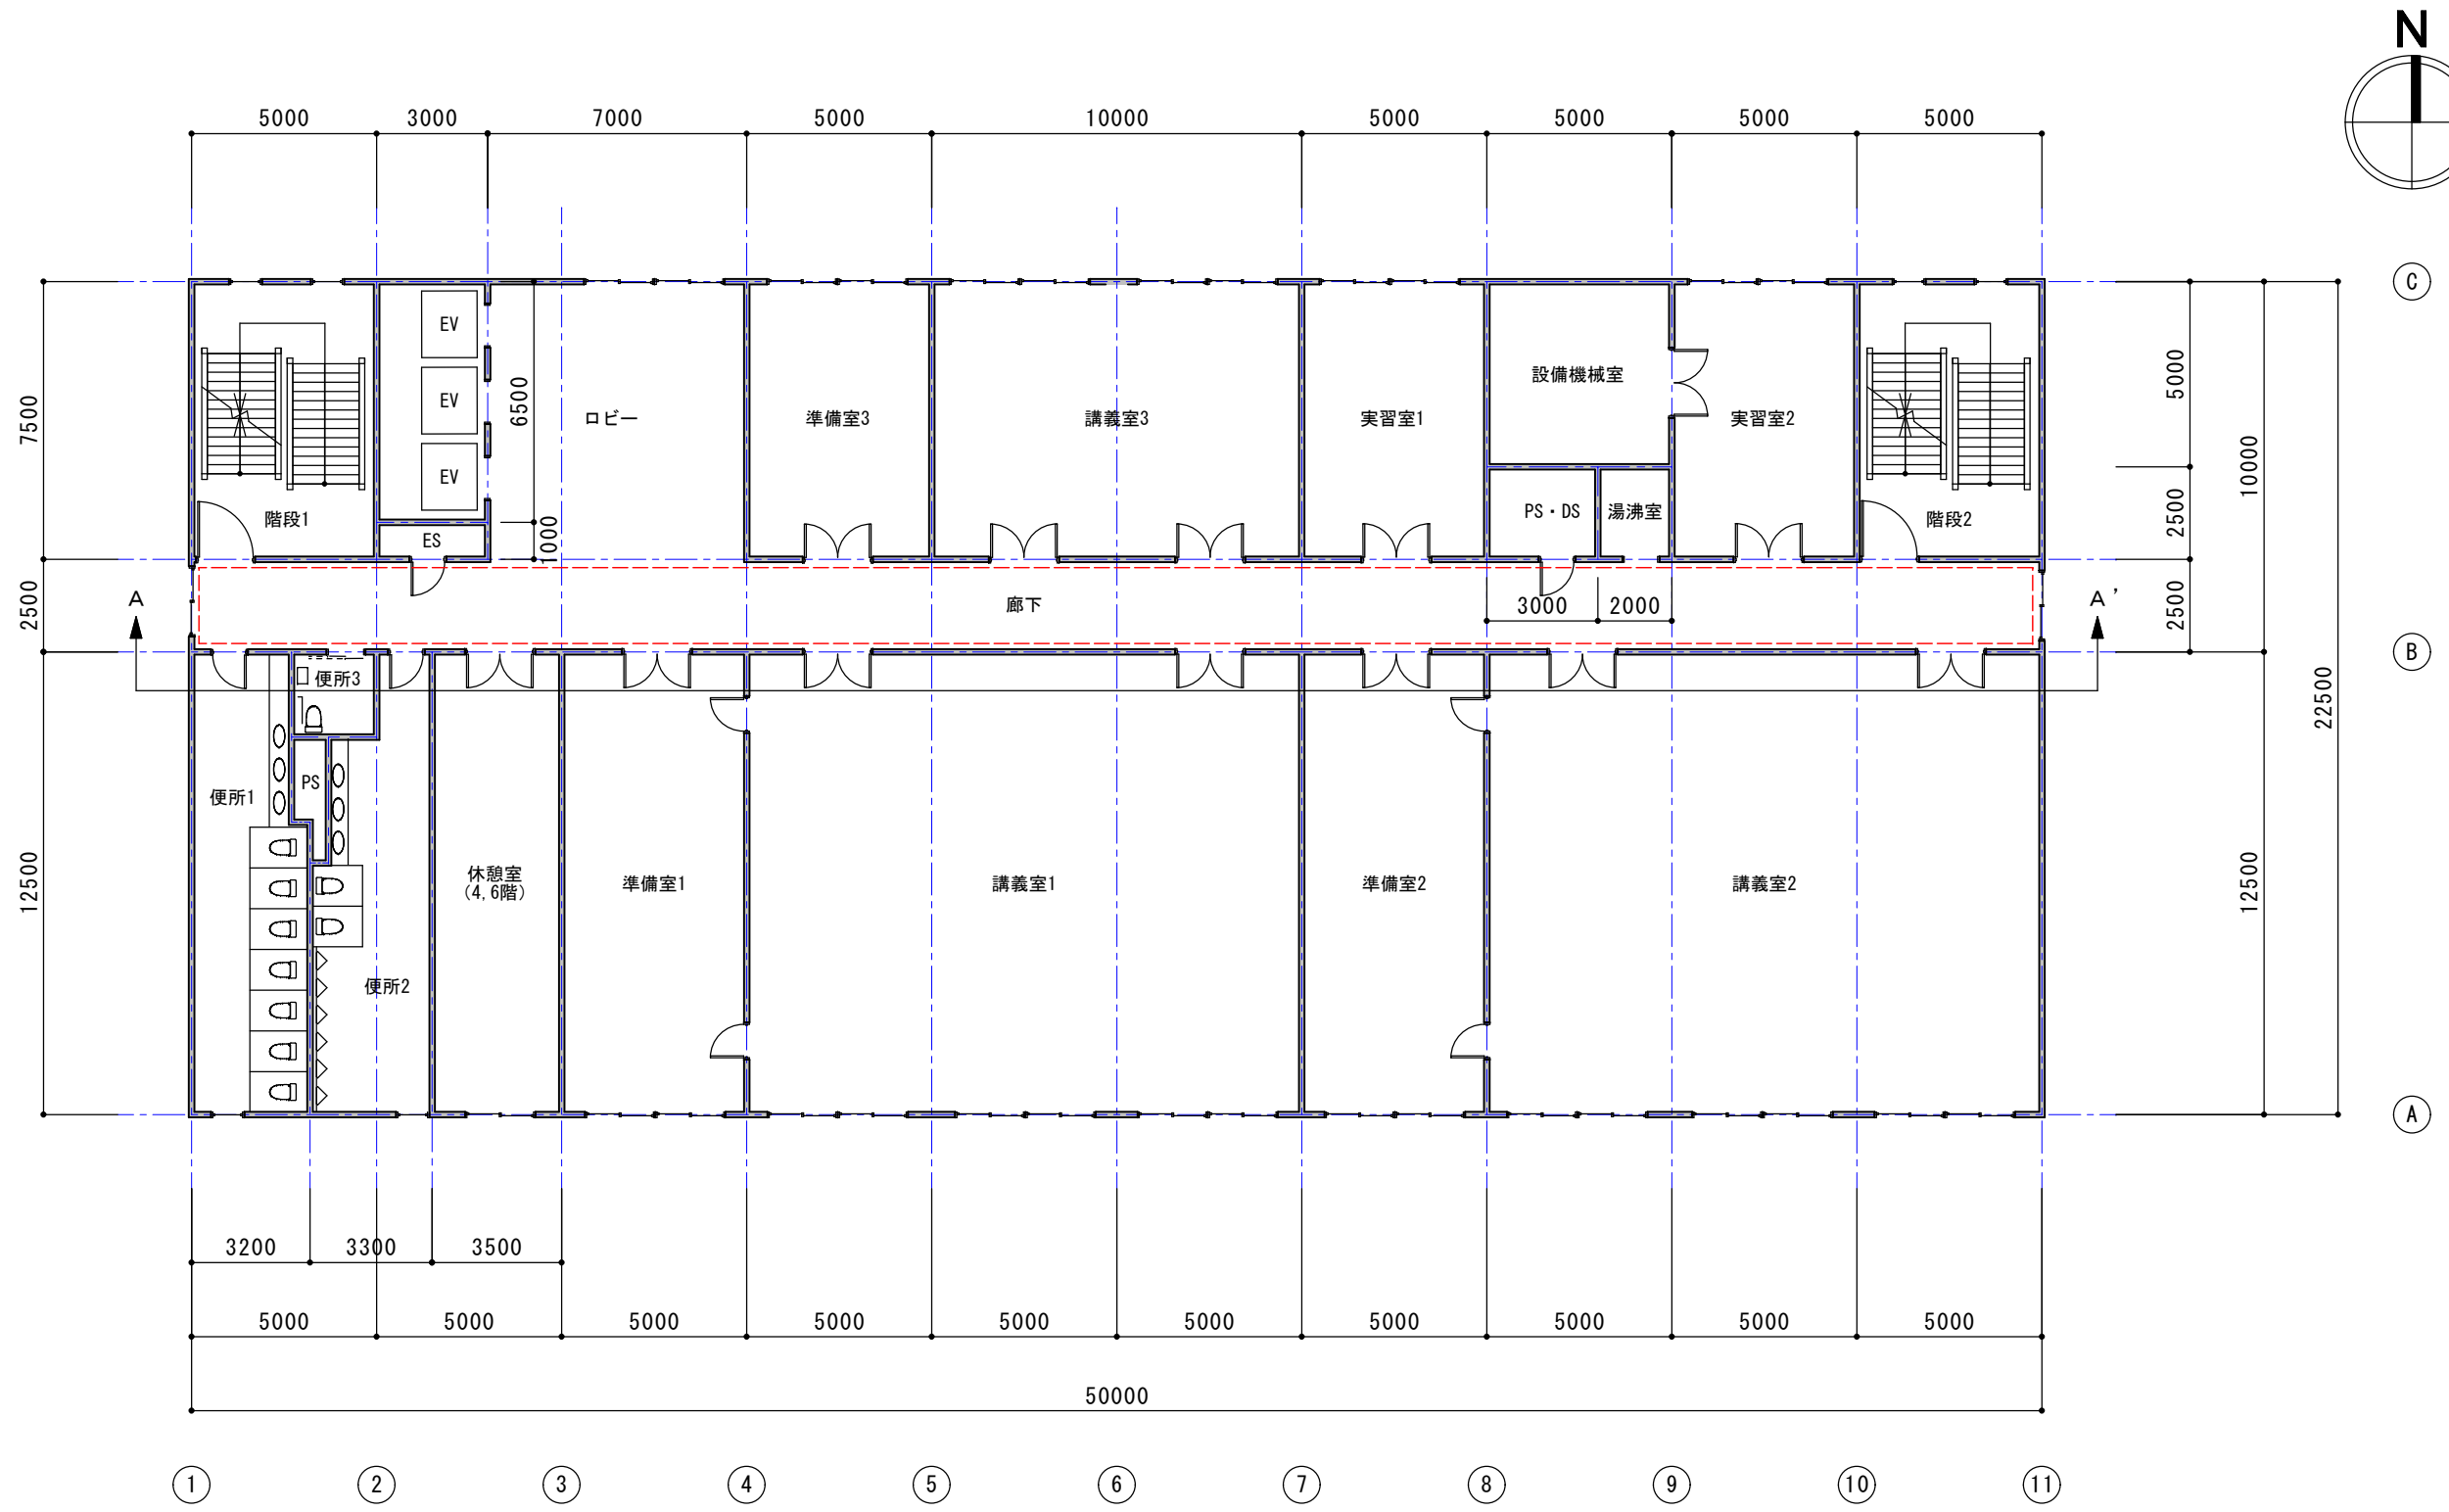 N
5000 3000 7000 5000 10000 5000 5000 5000 5000
C
EV
EV
EV
7500
6500
5000
10000
ロビー
準備室3
講義室3
実習室1
設備機械室
実習室2
階段1
ES
1000
PS・DS
湯沸室
階段2
2500
A
2500
廊下
3000 2000
2500
A'
B
22500
便所3
PS
便所1
12500
休憩室
(4,6階)
準備室1
講義室1
準備室2
講義室2
12500
便所2
A
3200 3300 3500
5000 5000 5000 5000 5000 5000 5000 5000 5000 5000
50000
1 2 3 4 5 6 7 8 9 10 11